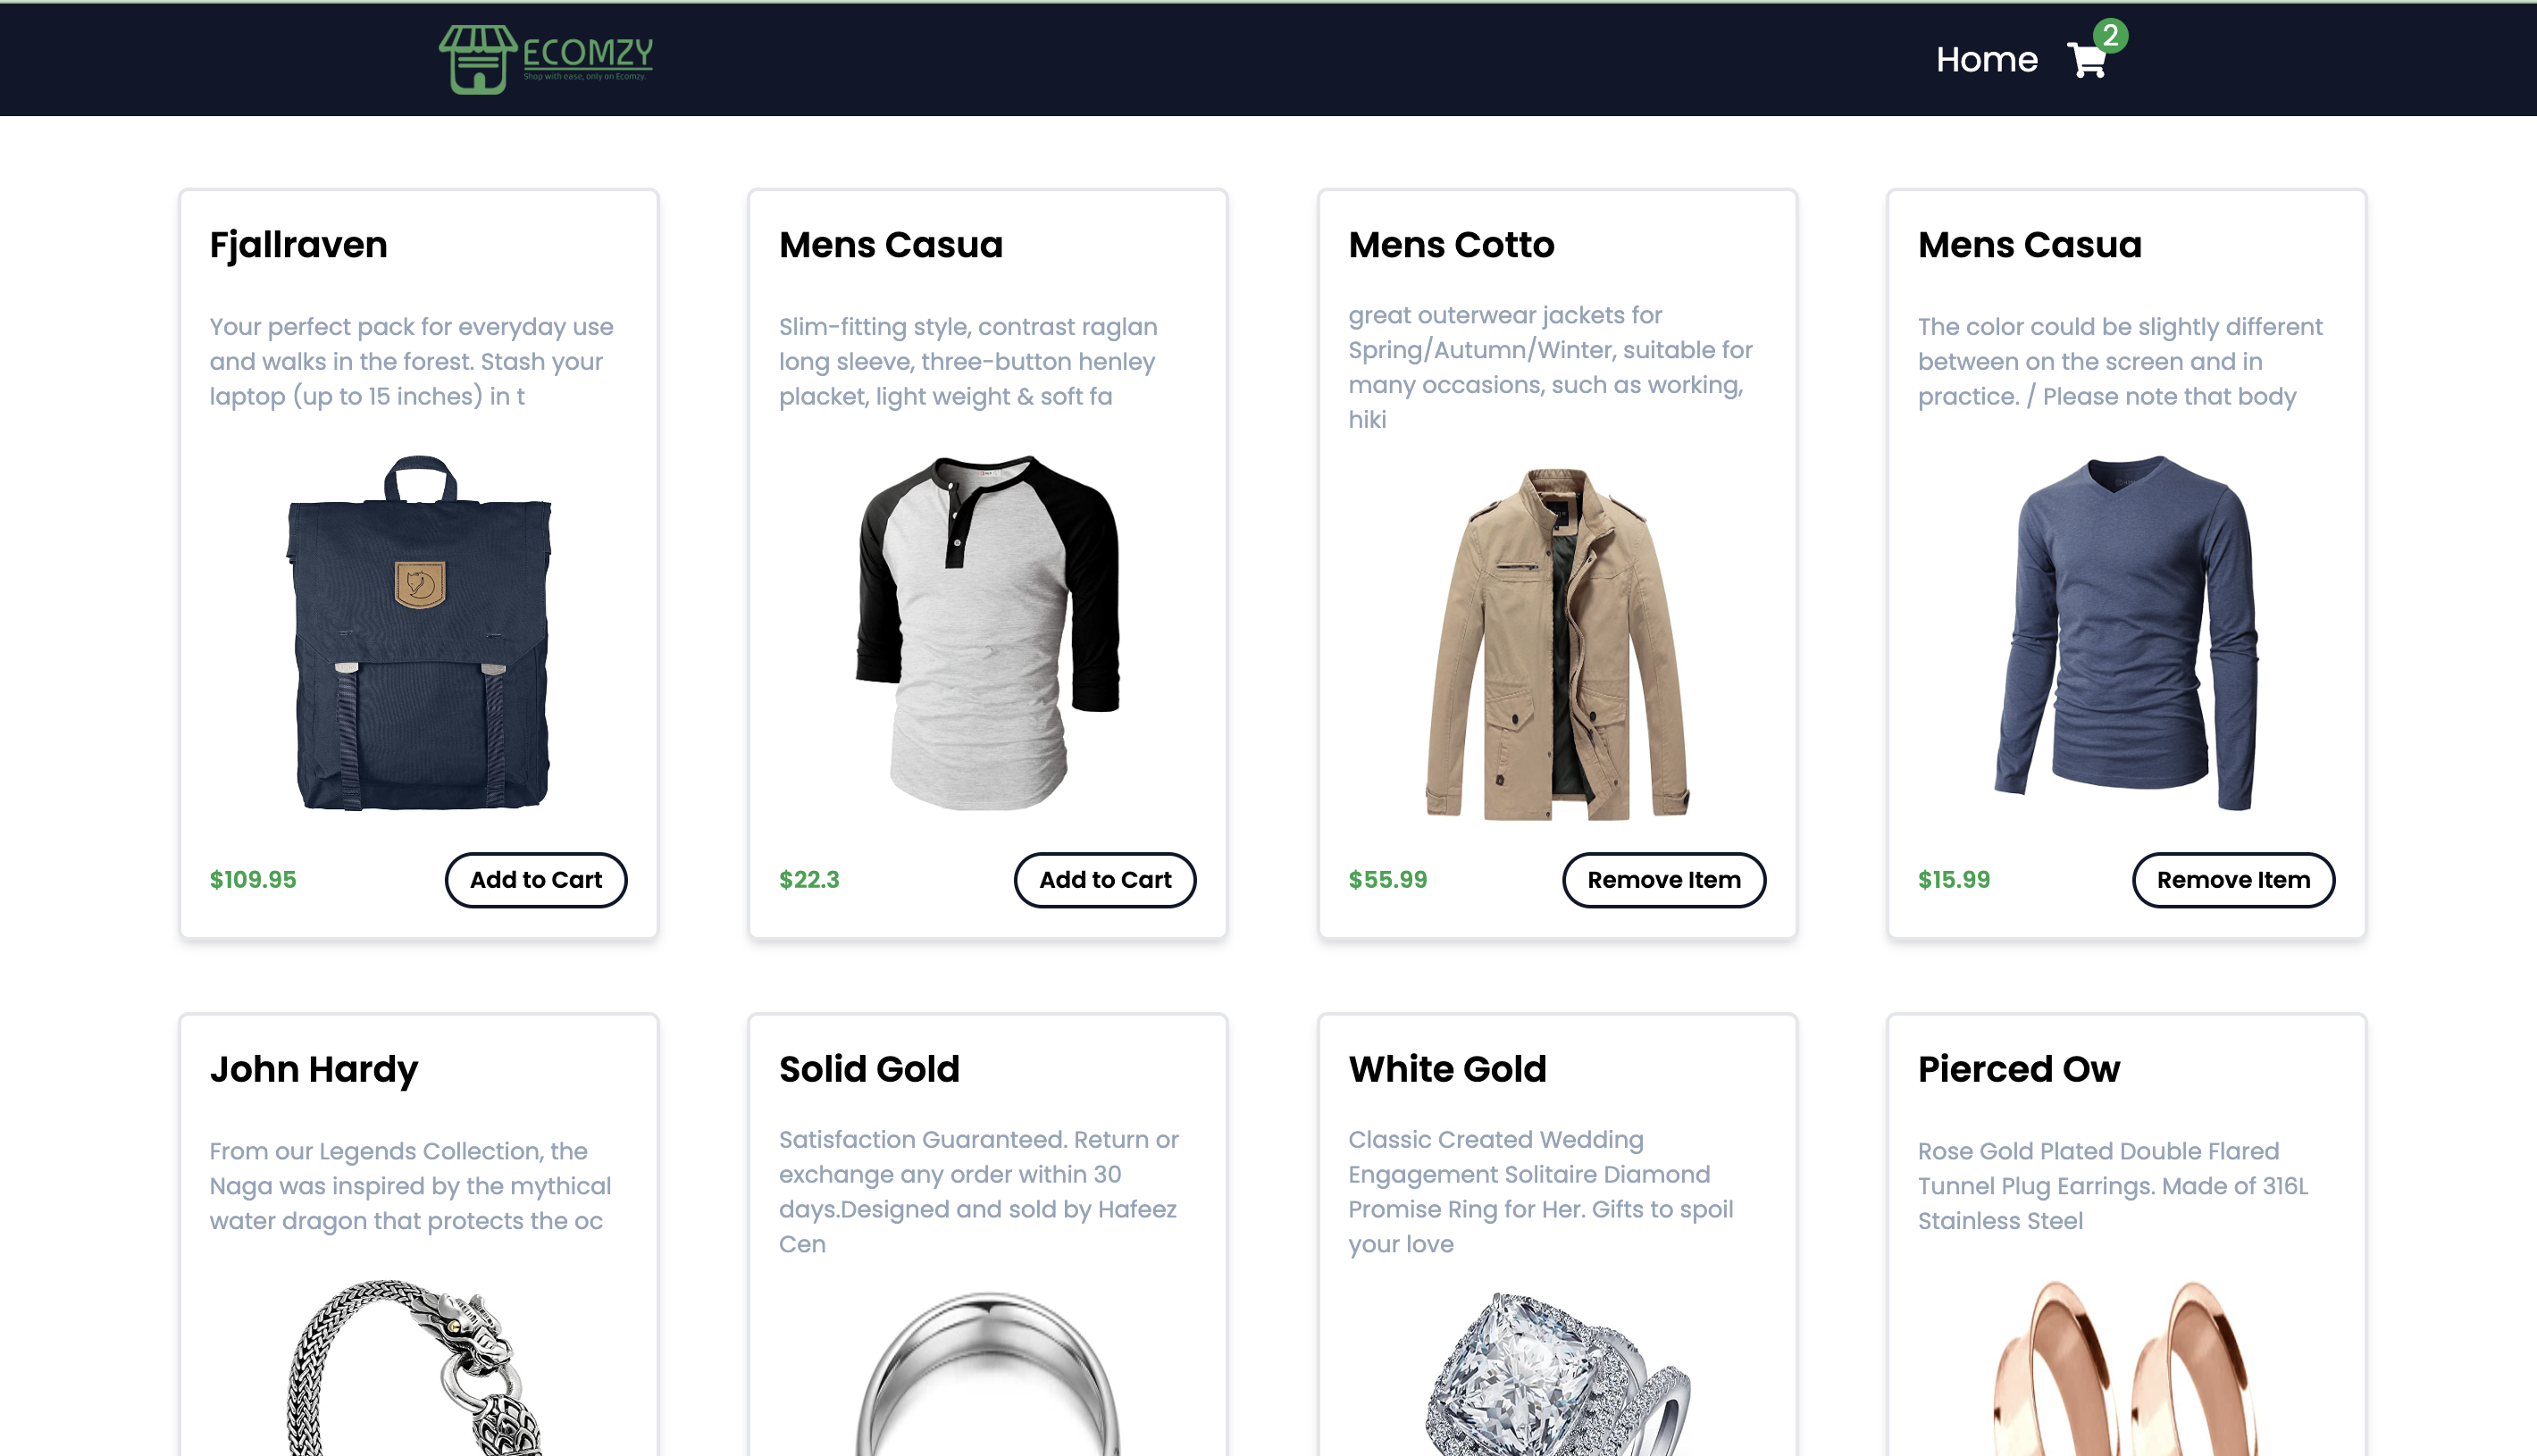 ECOMZY
Shop with ease, only on Ecomzy.
Home
2
Fjallraven
Your perfect pack for everyday use
and walks in the forest. Stash your
laptop (up to 15 inches) in t
$109.95
Add to Cart
Mens Casua
Slim-fitting style, contrast raglan
long sleeve, three-button henley
placket, light weight & soft fa
$22.3
Add to Cart
Mens Cotto
great outerwear jackets for
Spring/Autumn/Winter, suitable for
many occasions, such as working,
hiki
$55.99
Remove Item
Mens Casua
The color could be slightly different
between on the screen and in
practice. / Please note that body
$15.99
Remove Item
John Hardy
From our Legends Collection, the
Naga was inspired by the mythical
water dragon that protects the oc
Solid Gold
Satisfaction Guaranteed. Return or
exchange any order within 30
days.Designed and sold by Hafeez
Cen
White Gold
Classic Created Wedding
Engagement Solitaire Diamond
Promise Ring for Her. Gifts to spoil
your love
Pierced Ow
Rose Gold Plated Double Flared
Tunnel Plug Earrings. Made of 316L
Stainless Steel